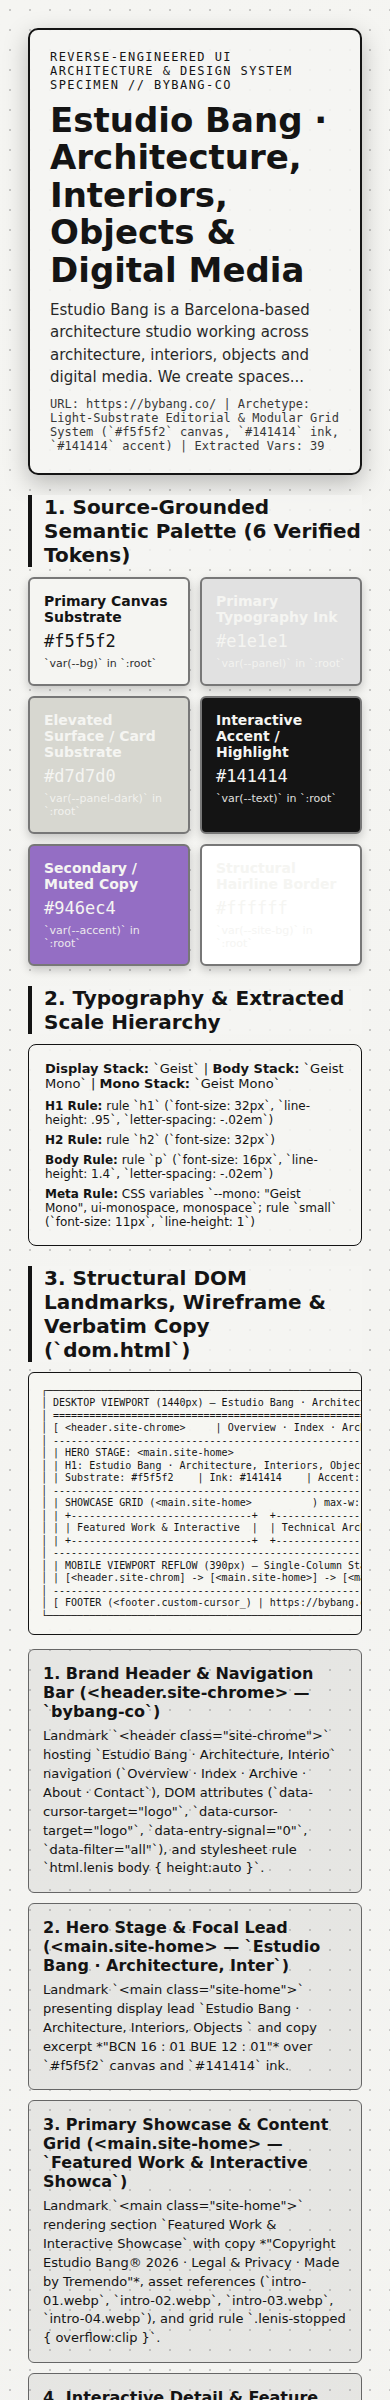 REVERSE-ENGINEERED UI
ARCHITECTURE & DESIGN SYSTEM
SPECIMEN // BYBANG-CO
Estudio Bang ·
Architecture,
Interiors,
Objects &
Digital Media
Estudio Bang is a Barcelona-based
architecture studio working across
architecture, interiors, objects and
digital media. We create spaces...
URL: https://bybang.co/ | Archetype:
Light-Substrate Editorial & Modular Grid
System (`#f5f5f2` canvas, `#141414` ink,
`#141414` accent) | Extracted Vars: 39
1. Source-Grounded
Semantic Palette (6 Verified
Tokens)
Primary Canvas
Substrate
#f5f5f2
`var(--bg)` in `:root`
Primary
Typography Ink
#e1e1e1
`var(--panel)` in `:root`
Elevated
Surface / Card
Substrate
#d7d7d0
`var(--panel-dark)` in
`:root`
Interactive
Accent /
Highlight
#141414
`var(--text)` in `:root`
Secondary /
Muted Copy
#946ec4
`var(--accent)` in
`:root`
Structural
Hairline Border
#ffffff
`var(--site-bg)` in
`:root`
2. Typography & Extracted
Scale Hierarchy
Display Stack: `Geist` | Body Stack: `Geist
Mono` | Mono Stack: `Geist Mono`
H1 Rule: rule `h1` (`font-size: 32px`, `line-
height: .95`, `letter-spacing: -.02em`)
H2 Rule: rule `h2` (`font-size: 32px`)
Body Rule: rule `p` (`font-size: 16px`, `line-
height: 1.4`, `letter-spacing: -.02em`)
Meta Rule: CSS variables `--mono: "Geist
Mono", ui-monospace, monospace`; rule `small`
(`font-size: 11px`, `line-height: 1`)
3. Structural DOM
Landmarks, Wireframe &
Verbatim Copy
(`dom.html`)
DESKTOP VIEWPORT (1440px) — Estudio Bang · Architec
[ <header.site-chrome> | Overview · Index · Arc
| HERO STAGE: <main.site-home>
| H1: Estudio Bang · Architecture, Interiors, Objec
| Substrate: #f5f5f2 | Ink: #141414 | Accent:
| SHOWCASE GRID (<main.site-home> ) max-w:
| | Featured Work & Interactive | | Technical Arc
| MOBILE VIEWPORT REFLOW (390px) — Single-Column St
| [<header.site-chrom] -> [<main.site-home>] -> [<ma
[ FOOTER (<footer.custom-cursor_) | https://bybang.
1. Brand Header & Navigation
Bar (<header.site-chrome> —
`bybang-co`)
Landmark `<header class="site-chrome">`
hosting `Estudio Bang · Architecture, Interio`
navigation (`Overview · Index · Archive ·
About · Contact`), DOM attributes (`data-
cursor-target="logo"`, `data-cursor-
target="logo"`, `data-entry-signal="0"`,
`data-filter="all"`), and stylesheet rule
`html.lenis body { height:auto }`.
2. Hero Stage & Focal Lead
(<main.site-home> — `Estudio
Bang · Architecture, Inter`)
Landmark `<main class="site-home">`
presenting display lead `Estudio Bang ·
Architecture, Interiors, Objects ` and copy
excerpt *"BCN 16 : 01 BUE 12 : 01"* over
`#f5f5f2` canvas and `#141414` ink.
3. Primary Showcase & Content
Grid (<main.site-home> —
`Featured Work & Interactive
Showca`)
Landmark `<main class="site-home">`
rendering section `Featured Work &
Interactive Showcase` with copy *"Copyright
Estudio Bang® 2026 · Legal & Privacy · Made
by Tremendo"*, asset references (`intro-
01.webp`, `intro-02.webp`, `intro-03.webp`,
`intro-04.webp`), and grid rule `.lenis-stopped
{ overflow:clip }`.
4. Interactive Detail & Feature